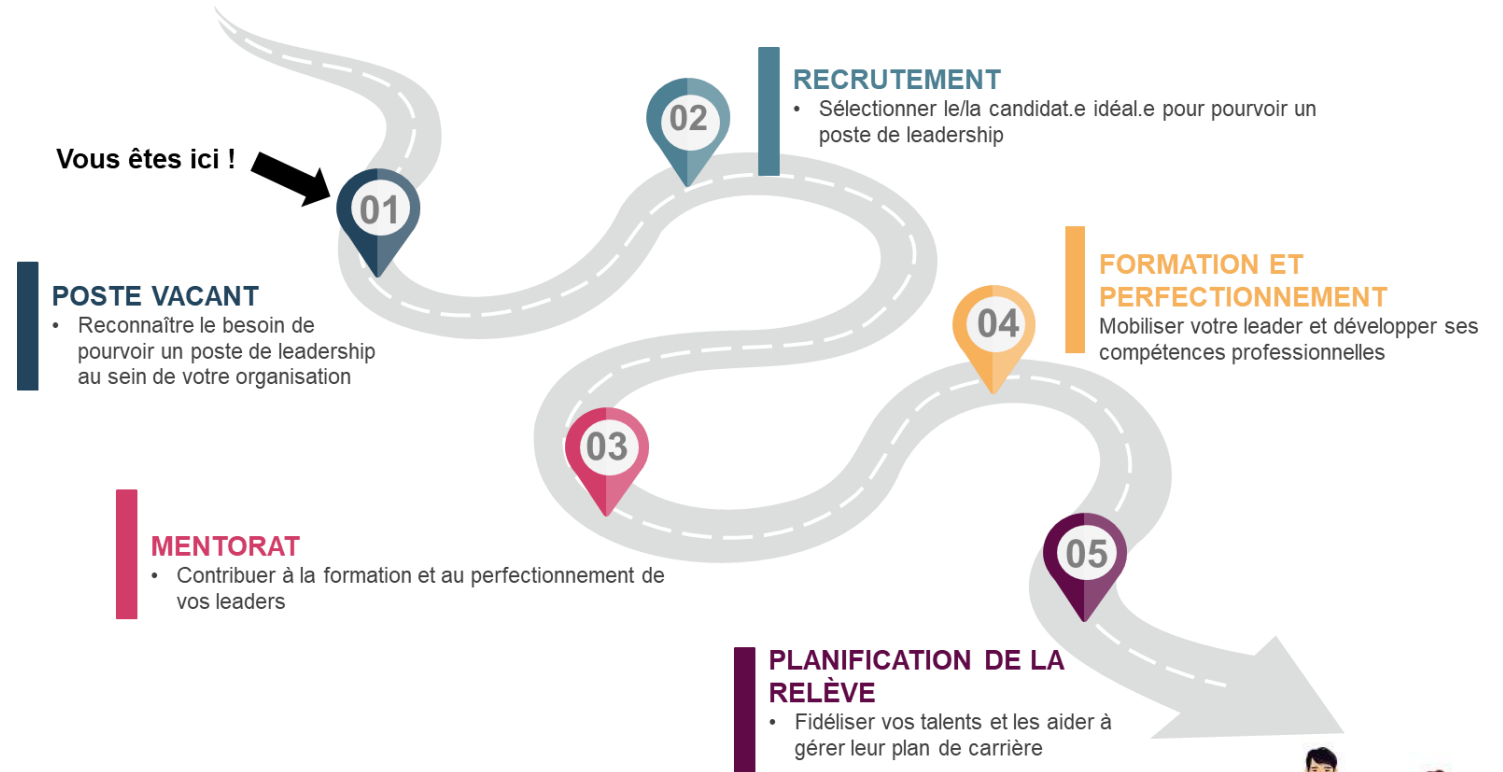 Vous êtes ici !
01
POSTE VACANT
• Reconnaître le besoin de
pourvoir un poste de leadership
au sein de votre organisation
02
RECRUTEMENT
• Sélectionner le/la candidat.e idéal.e pour pourvoir un
poste de leadership
03
MENTORAT
• Contribuer à la formation et au perfectionnement de
vos leaders
04
FORMATION ET
PERFECTIONNEMENT
Mobiliser votre leader et développer ses
compétences professionnelles
05
PLANIFICATION DE LA
RELÈVE
• Fidéliser vos talents et les aider à
gérer leur plan de carrière